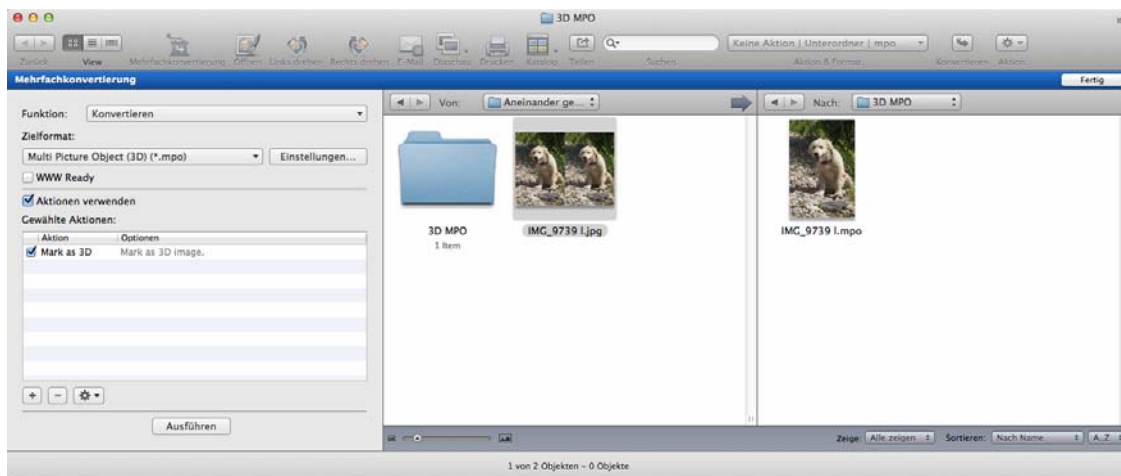 3D MPO
Keine Aktion | Unterordner | mpo
Zurück View Mehrfachkonvertierung Öffnen Links drehen Rechts drehen E-Mail Diaschau Drucken Katalog Teilen Suchen Aktion & Format Konvertieren Aktion
Mehrfachkonvertierung Fertig
Funktion: Konvertieren
Zielformat:
Multi Picture Object (3D) (*.mpo) Einstellungen...
WWW Ready
Aktionen verwenden
Gewählte Aktionen:
Aktion Optionen
Mark as 3D Mark as 3D image.
Ausführen
Von: Aneinander ge...
3D MPO
1 Item
IMG_9739 l.jpg
Nach: 3D MPO
IMG_9739 l.mpo
Zeige: Alle zeigen Sortieren: Nach Name A..Z
1 von 2 Objekten – 0 Objekte